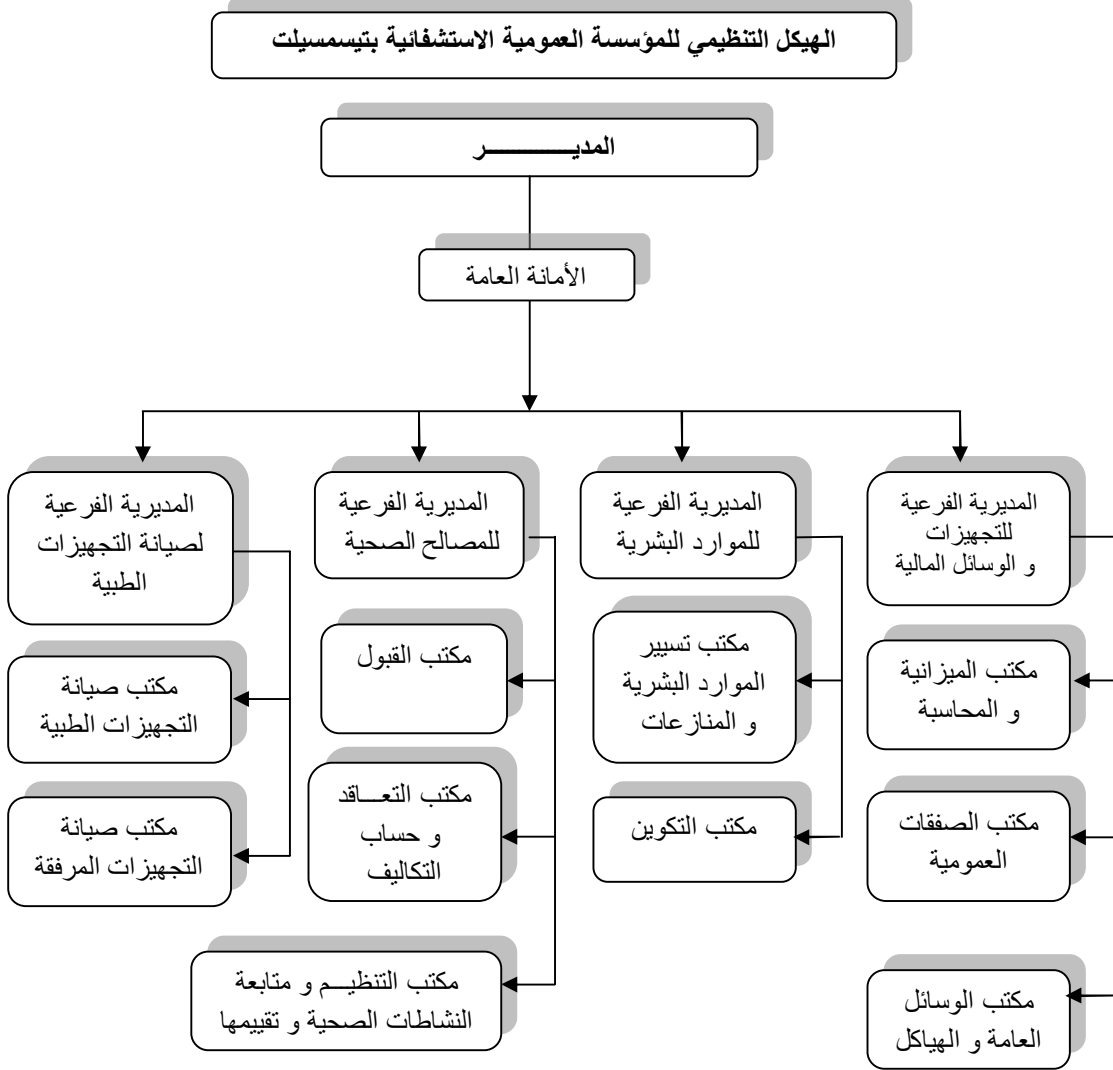 الهيكل التنظيمي للمؤسسة العمومية الاستشفائية بتيسمسيلت
المديــــــــــــر
الأمانة العامة
المديرية الفرعية
للتجهيزات
و الوسائل المالية
المديرية الفرعية
للموارد البشرية
المديرية الفرعية
للمصالح الصحية
المديرية الفرعية
لصيانة التجهيزات
الطبية
مكتب الميزانية
و المحاسبة
مكتب تسيير
الموارد البشرية
و المنازعات
مكتب القبول
مكتب صيانة
التجهيزات الطبية
مكتب الصفقات
العمومية
مكتب التكوين
مكتب التعـــاقد
و حساب
التكاليف
مكتب صيانة
التجهيزات المرفقة
مكتب الوسائل
العامة و الهياكل
مكتب التنظيـــم و متابعة
النشاطات الصحية و تقييمها